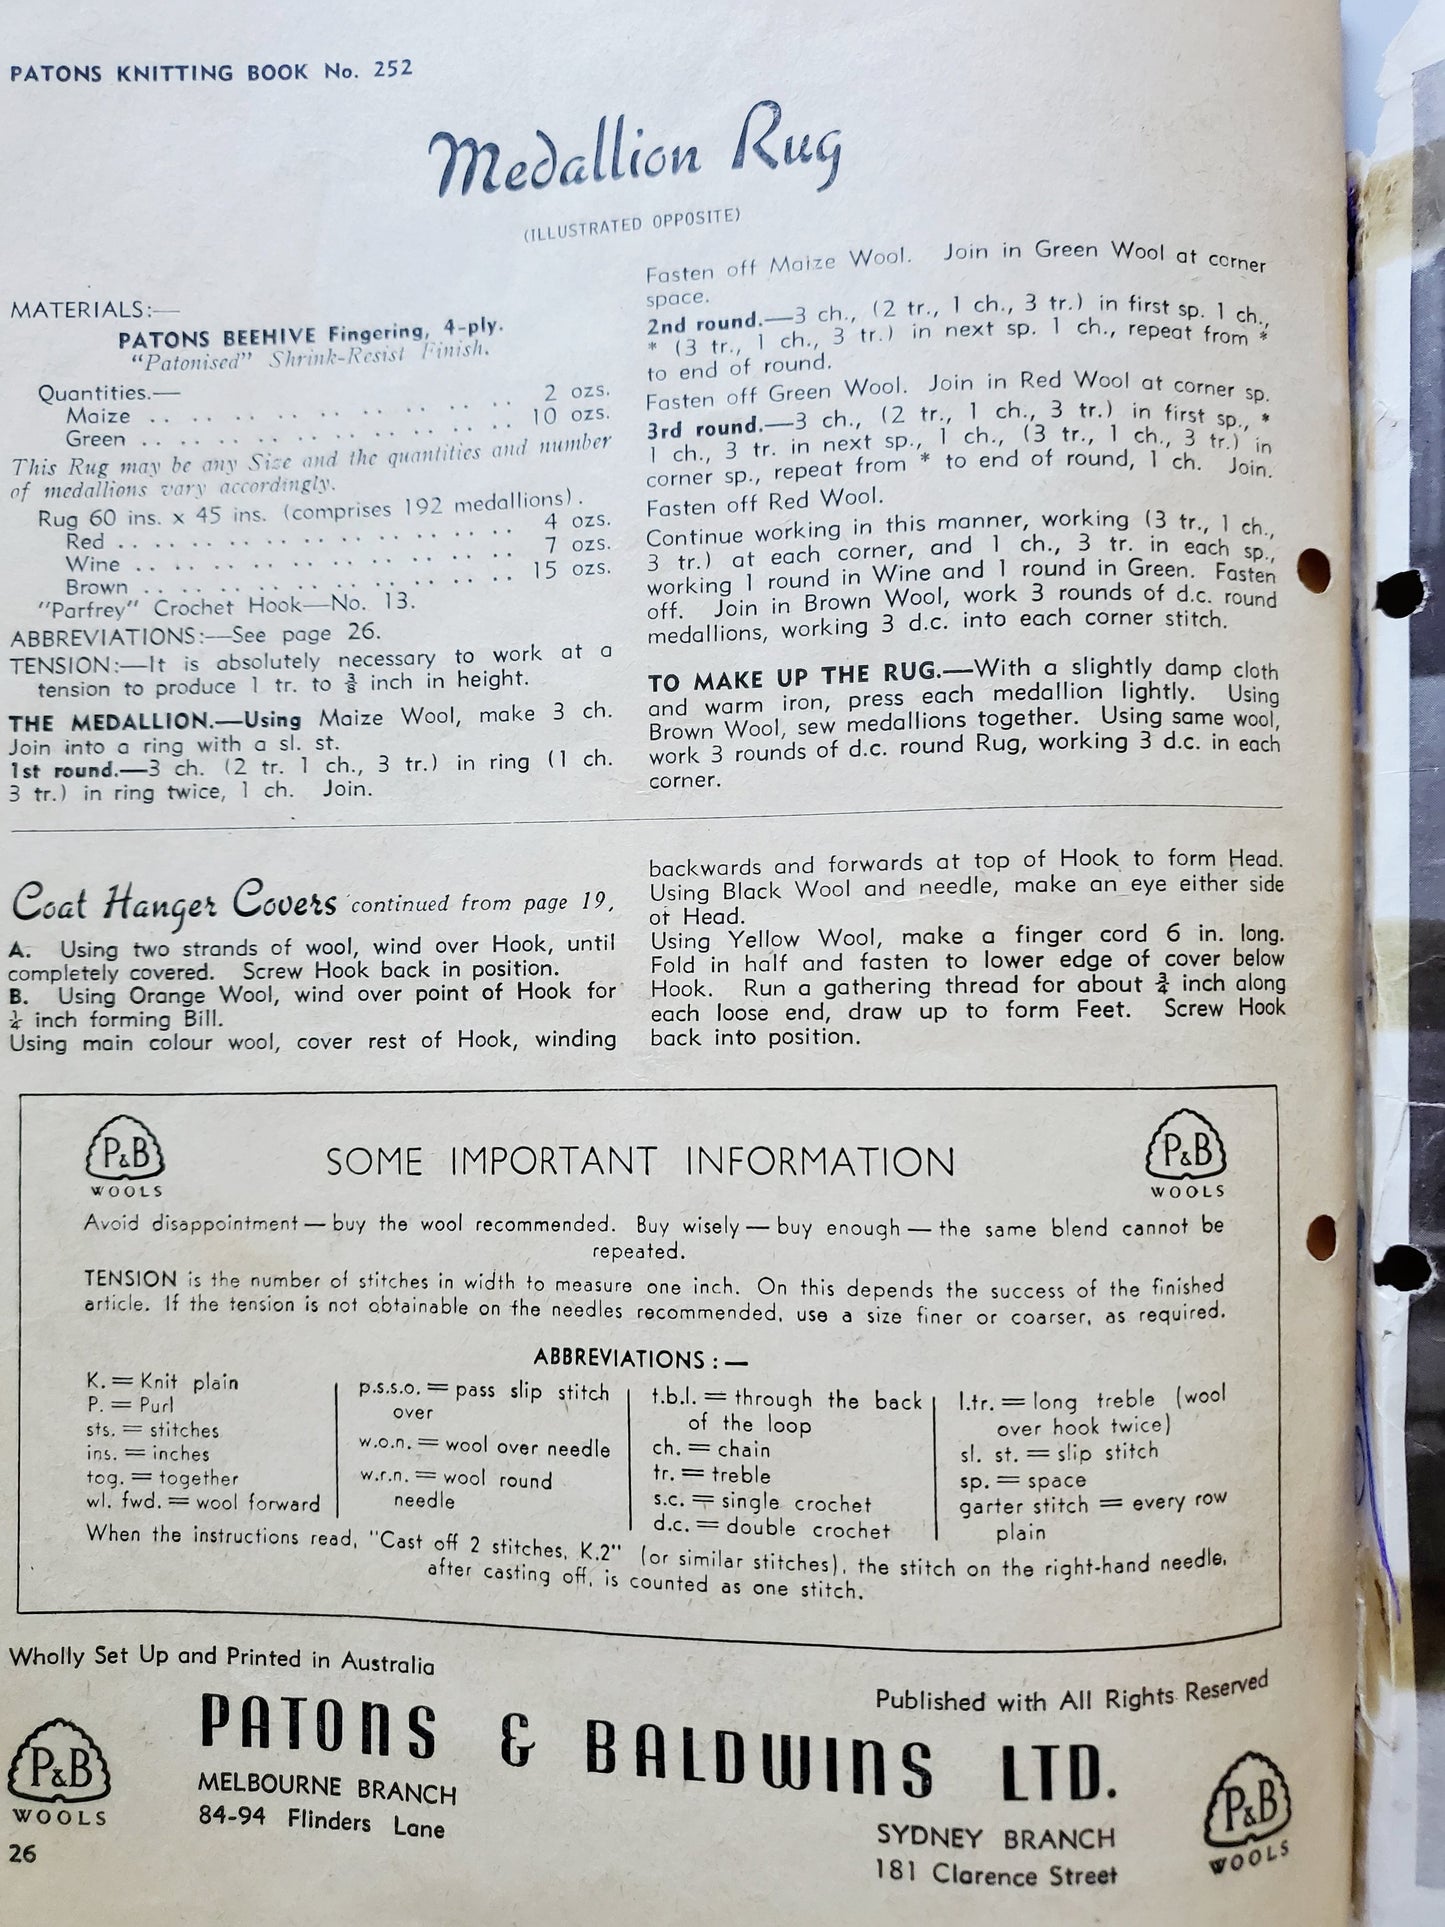 PATONS KNITTING BOOK No. 252
Medallion Rug
(ILLUSTRATED OPPOSITE)
MATERIALS:—
PATONS BEEHIVE Fingering, 4-ply.
"Patonised" Shrink-Resist Finish.
Quantities.—
Maize . . . . . . . . . . . . . . 2 ozs.
Green . . . . . . . . . . . . . . 10 ozs.
This Rug may be any Size and the quantities and number
of medallions vary accordingly.
Rug 60 ins. x 45 ins. (comprises 192 medallions).
Red . . . . . . . . . . . . . . 4 ozs.
Wine . . . . . . . . . . . . . . 7 ozs.
Brown . . . . . . . . . . . . . . 15 ozs.
"Parfrey" Crochet Hook—No. 13.
ABBREVIATIONS:—See page 26.
TENSION:—It is absolutely necessary to work at a
tension to produce 1 tr. to ⅜ inch in height.
THE MEDALLION.—Using Maize Wool, make 3 ch.
Join into a ring with a sl. st.
1st round.—3 ch. (2 tr. 1 ch., 3 tr.) in ring (1 ch.
3 tr.) in ring twice, 1 ch. Join.
Fasten off Maize Wool. Join in Green Wool at corner
space.
2nd round.—3 ch., (2 tr., 1 ch., 3 tr.) in first sp. 1 ch.,
* (3 tr., 1 ch., 3 tr.) in next sp. 1 ch., repeat from *
to end of round.
Fasten off Green Wool. Join in Red Wool at corner sp.
3rd round.—3 ch., (2 tr., 1 ch., 3 tr.) in first sp., *
1 ch., 3 tr. in next sp., 1 ch., (3 tr., 1 ch., 3 tr.) in
corner sp., repeat from * to end of round, 1 ch. Join.
Fasten off Red Wool.
Continue working in this manner, working (3 tr., 1 ch.,
3 tr.) at each corner, and 1 ch., 3 tr. in each sp.,
working 1 round in Wine and 1 round in Green. Fasten
off. Join in Brown Wool, work 3 rounds of d.c. round
medallions, working 3 d.c. into each corner stitch.
TO MAKE UP THE RUG.—With a slightly damp cloth
and warm iron, press each medallion lightly. Using
Brown Wool, sew medallions together. Using same wool,
work 3 rounds of d.c. round Rug, working 3 d.c. in each
corner.
Coat Hanger Covers continued from page 19,
A. Using two strands of wool, wind over Hook, until
completely covered. Screw Hook back in position.
B. Using Orange Wool, wind over point of Hook for
¼ inch forming Bill.
Using main colour wool, cover rest of Hook, winding
backwards and forwards at top of Hook to form Head.
Using Black Wool and needle, make an eye either side
of Head.
Using Yellow Wool, make a finger cord 6 in. long.
Fold in half and fasten to lower edge of cover below
Hook. Run a gathering thread for about ¾ inch along
each loose end, draw up to form Feet. Screw Hook
back into position.
P&B
WOOLS
SOME IMPORTANT INFORMATION
P&B
WOOLS
Avoid disappointment — buy the wool recommended. Buy wisely — buy enough — the same blend cannot be
repeated.
TENSION is the number of stitches in width to measure one inch. On this depends the success of the finished
article. If the tension is not obtainable on the needles recommended, use a size finer or coarser, as required.
ABBREVIATIONS : —
K. = Knit plain
P. = Purl
sts. = stitches
ins. = inches
tog. = together
wl. fwd. = wool forward
p.s.s.o. = pass slip stitch
over
w.o.n. = wool over needle
w.r.n. = wool round
needle
t.b.l. = through the back
of the loop
ch. = chain
tr. = treble
s.c. = single crochet
d.c. = double crochet
l.tr. = long treble (wool
over hook twice)
sl. st. = slip stitch
sp. = space
garter stitch = every row
plain
When the instructions read, "Cast off 2 stitches, K.2" (or similar stitches), the stitch on the right-hand needle,
after casting off, is counted as one stitch.
Wholly Set Up and Printed in Australia
Published with All Rights Reserved
P&B
WOOLS
PATONS & BALDWINS LTD.
MELBOURNE BRANCH
84-94 Flinders Lane
SYDNEY BRANCH
181 Clarence Street
P&B
WOOLS
26